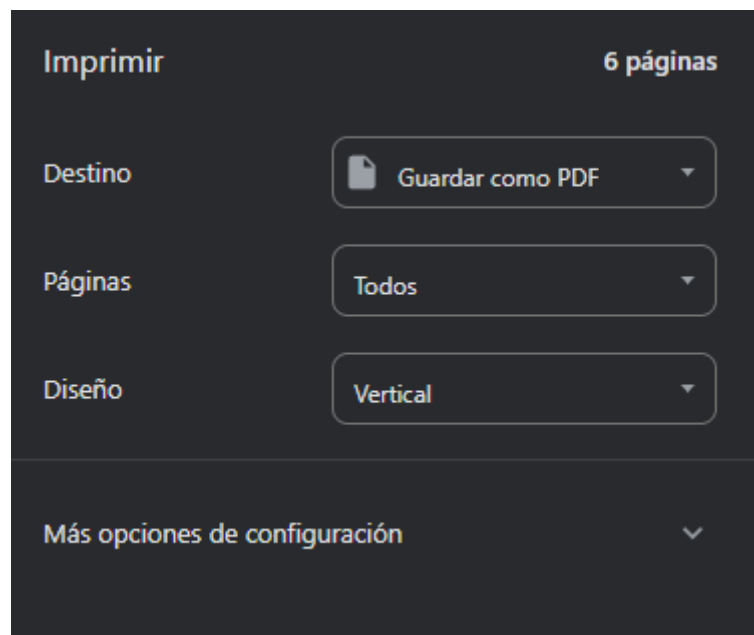 Imprimir 6 páginas
Destino Guardar como PDF
Páginas Todos
Diseño Vertical
Más opciones de configuración